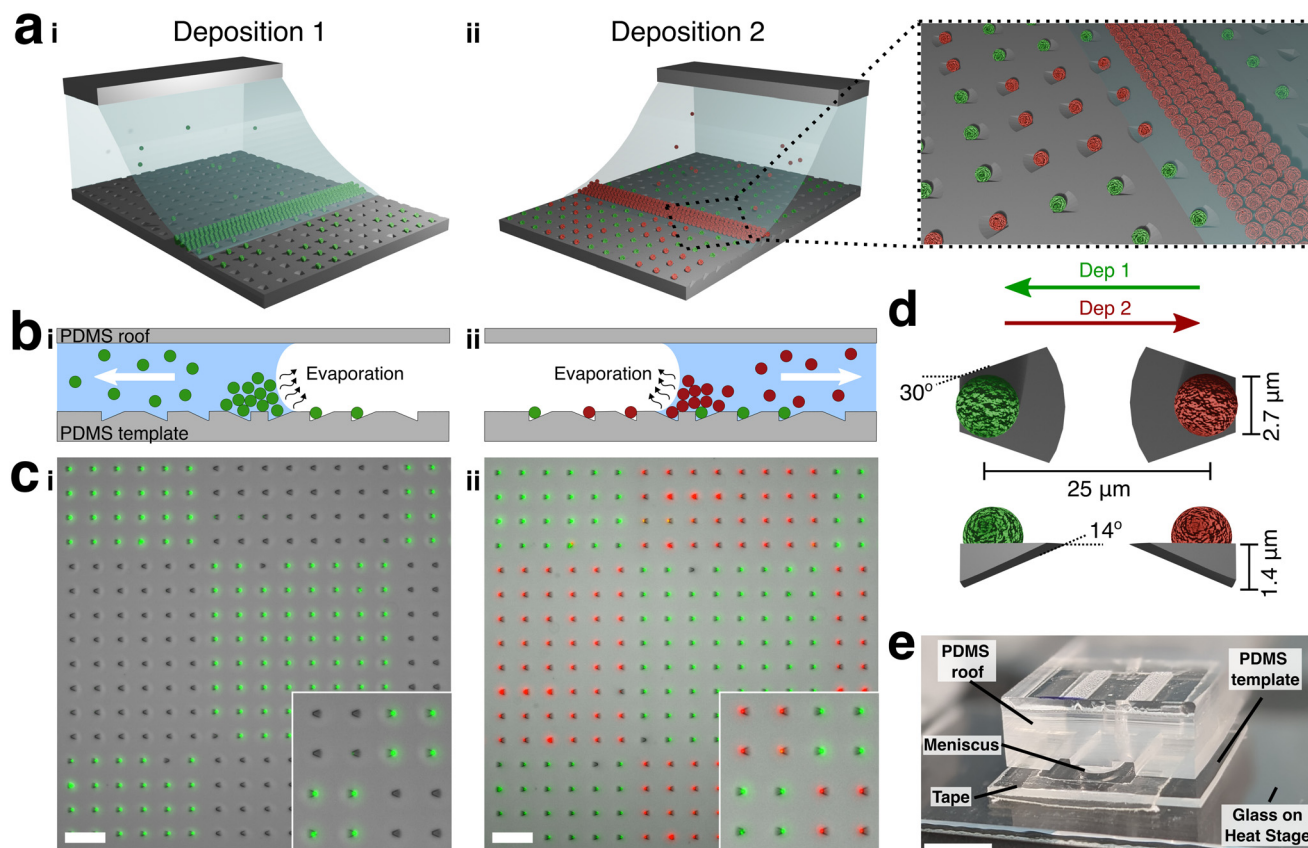 a i Deposition 1
ii Deposition 2
b i PDMS roof
Evaporation
PDMS template
ii
Evaporation
c i
ii
Dep 1
Dep 2
d
30°
2.7 µm
25 µm
14°
1.4 µm
e
PDMS
roof
PDMS
template
Meniscus
Tape
Glass on
Heat Stage